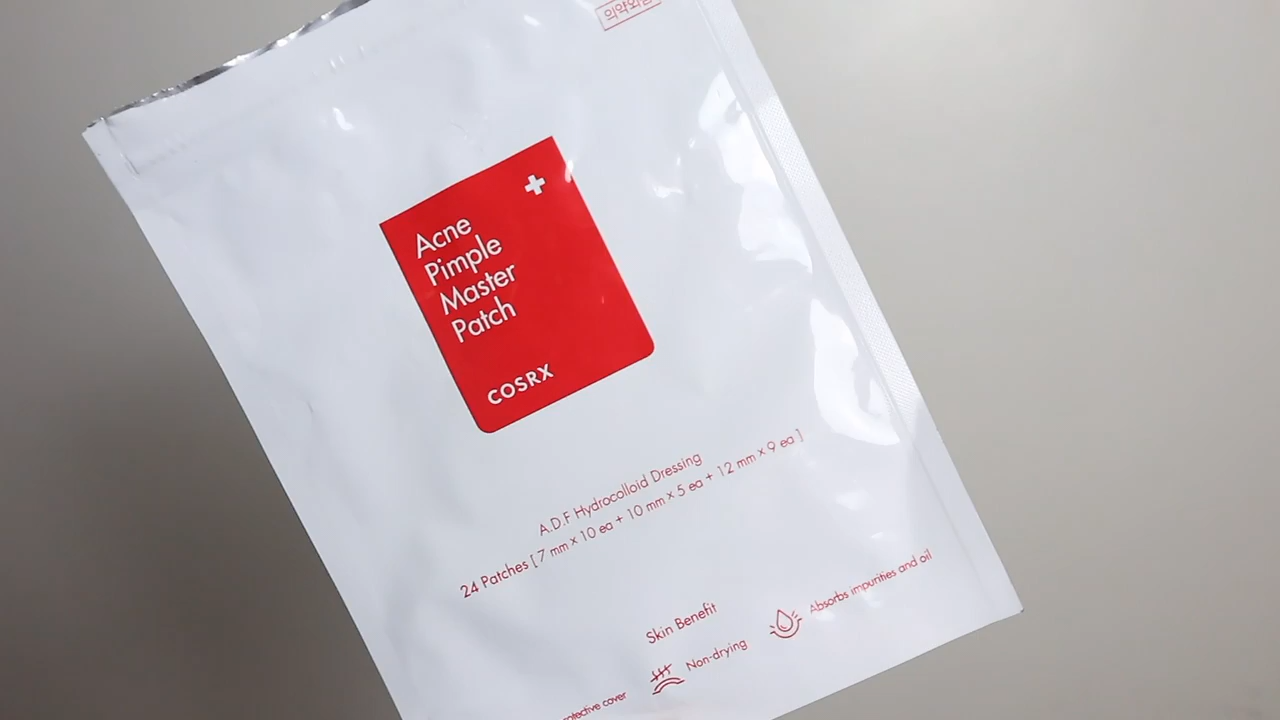 Acne
Pimple
Master
Patch
COSRX
A.D.F Hydrocolloid Dressing
24 Patches [ 7 mm × 10 ea + 10 mm × 5 ea + 12 mm × 9 ea ]
Skin Benefit
Absorbs impurities and oil
Non-drying
cover